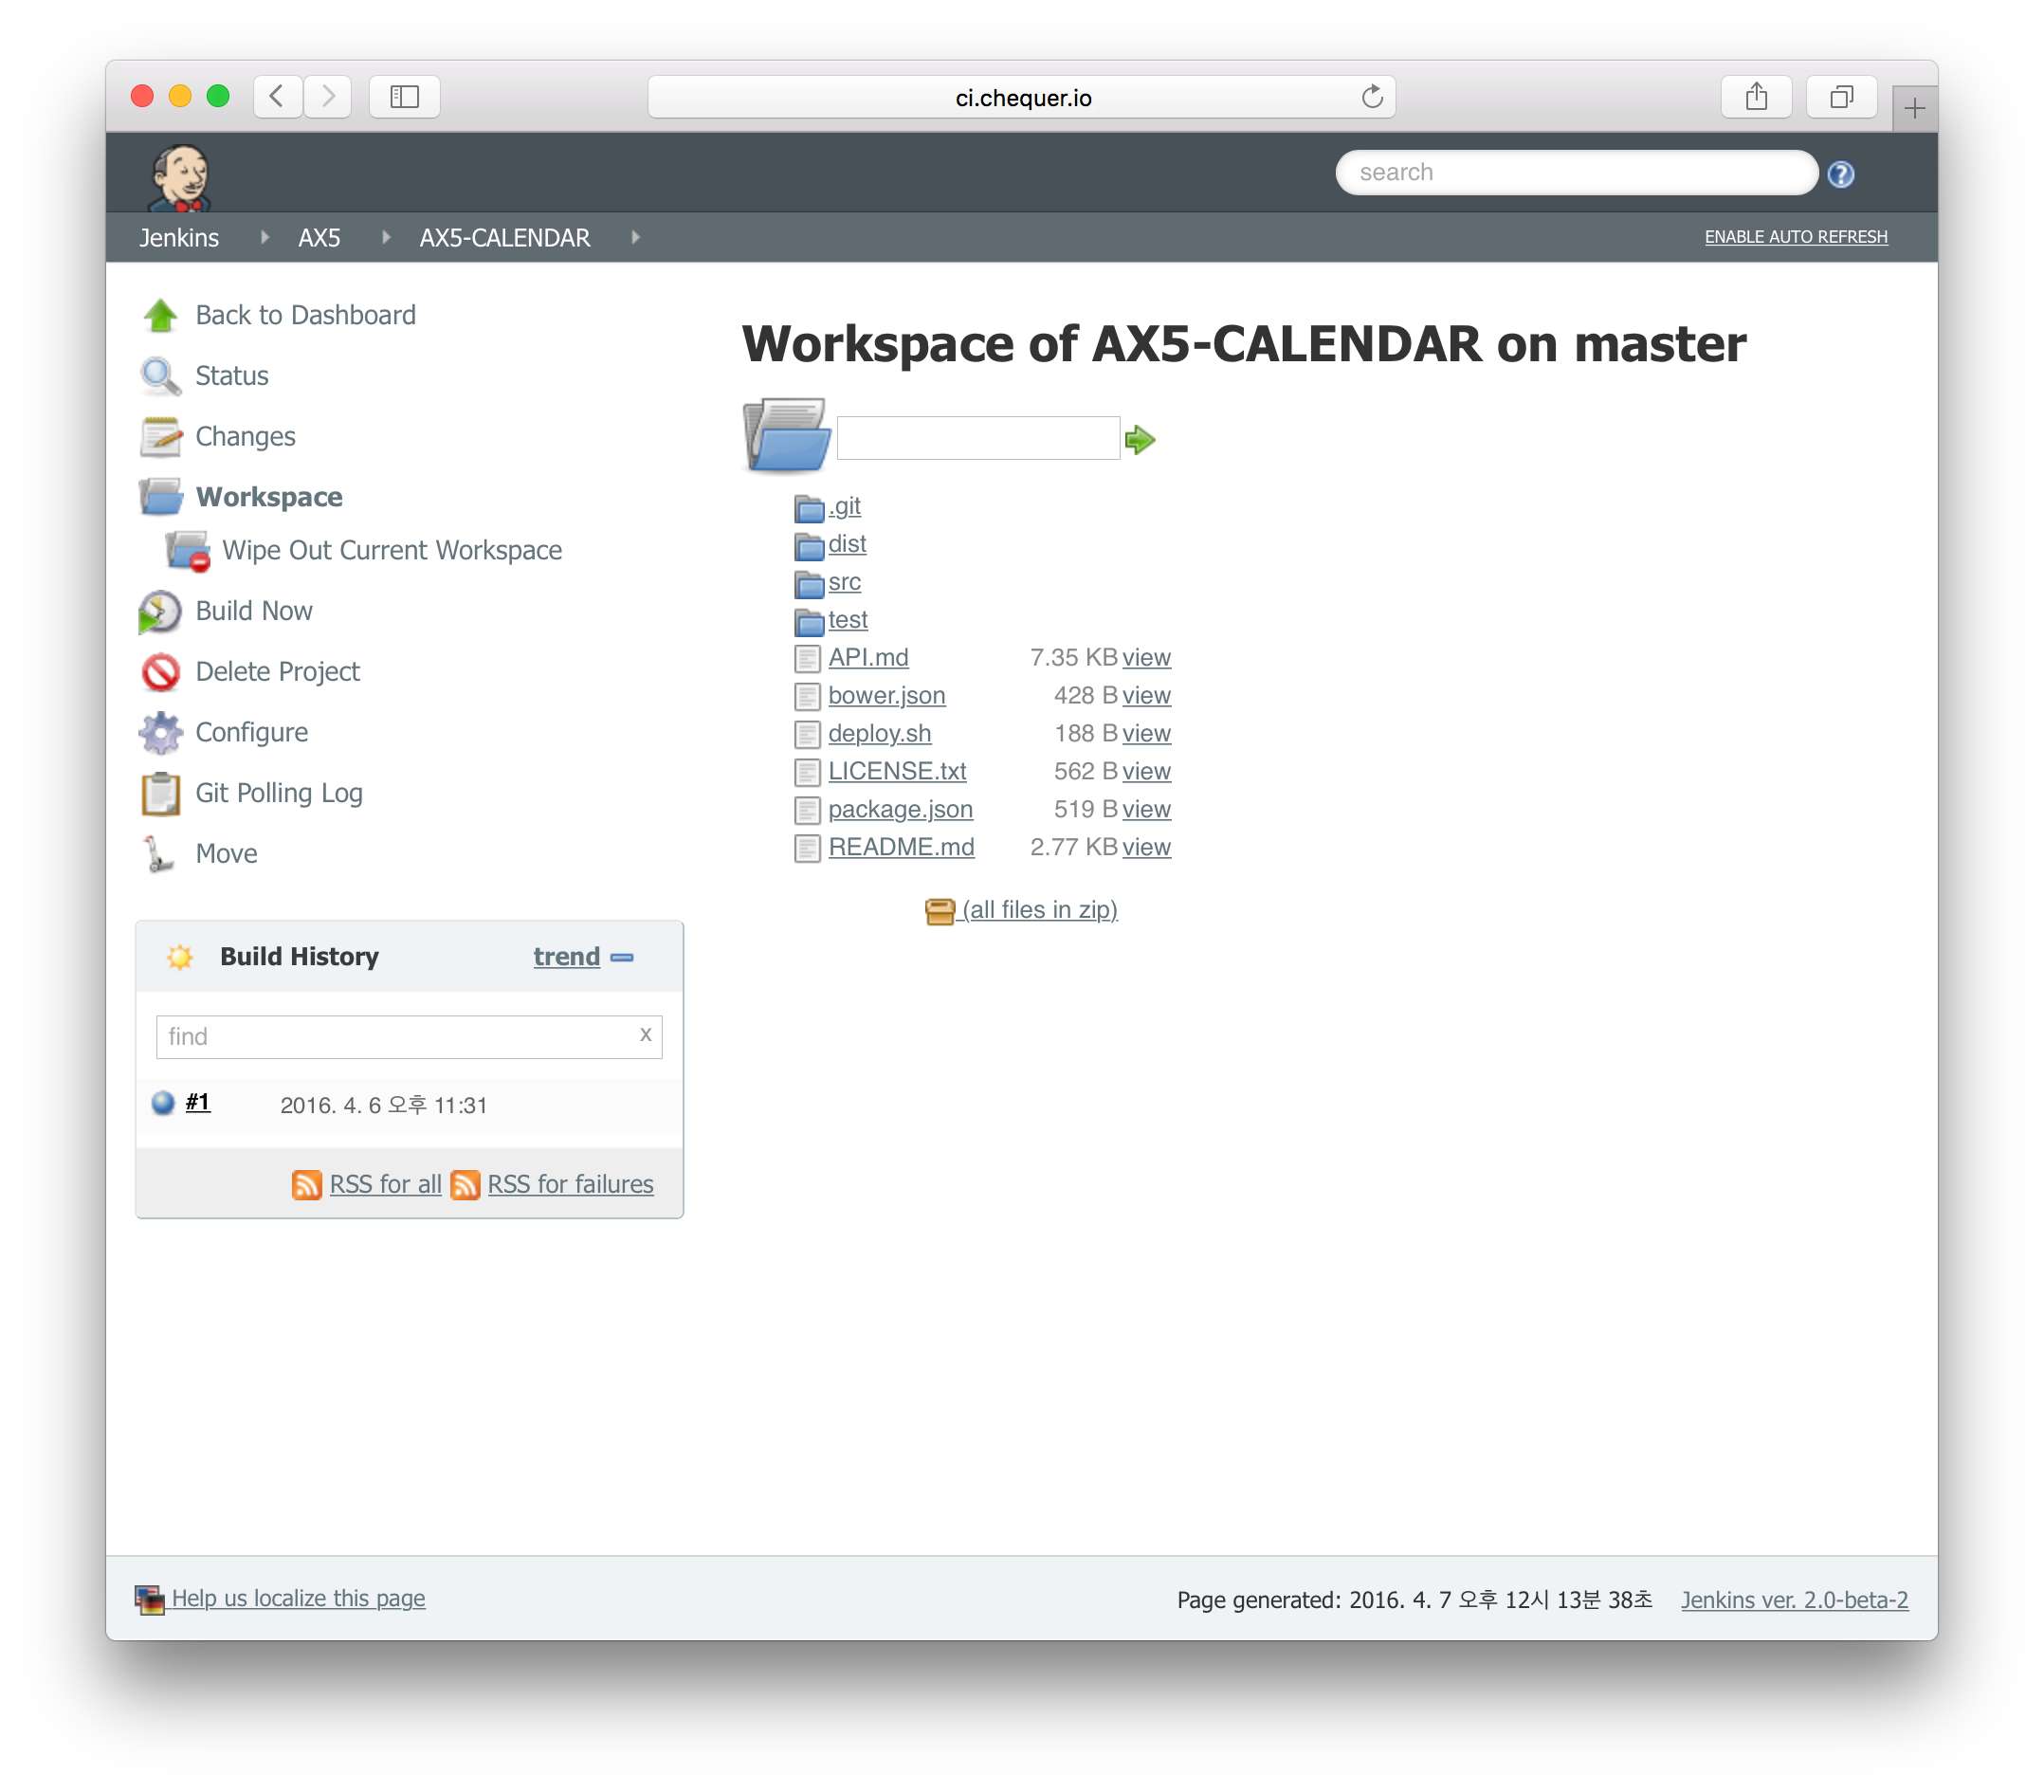 ci.chequer.io
search
Jenkins AX5 AX5-CALENDAR ENABLE AUTO REFRESH
Back to Dashboard
Status
Changes
Workspace
Wipe Out Current Workspace
Build Now
Delete Project
Configure
Git Polling Log
Move
Build History trend
find x
#1 2016. 4. 6 오후 11:31
RSS for all RSS for failures
Workspace of AX5-CALENDAR on master
.git
dist
src
test
API.md 7.35 KB view
bower.json 428 B view
deploy.sh 188 B view
LICENSE.txt 562 B view
package.json 519 B view
README.md 2.77 KB view
(all files in zip)
Help us localize this page Page generated: 2016. 4. 7 오후 12시 13분 38초 Jenkins ver. 2.0-beta-2